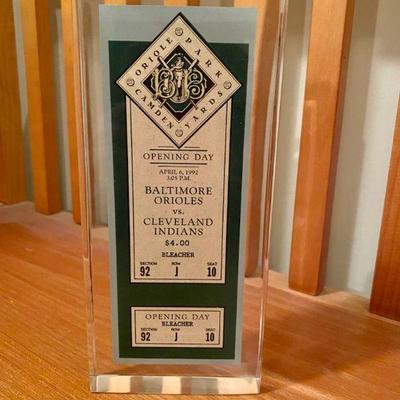 ORIOLE PARK
CAMDEN YARDS
OPENING DAY
APRIL 6, 1992
3:05 P.M.
BALTIMORE
ORIOLES
VS.
CLEVELAND
INDIANS
$4.00
BLEACHER
SECTION ROW SEAT
92 J 10
OPENING DAY
BLEACHER
SECTION ROW SEAT
92 J 10